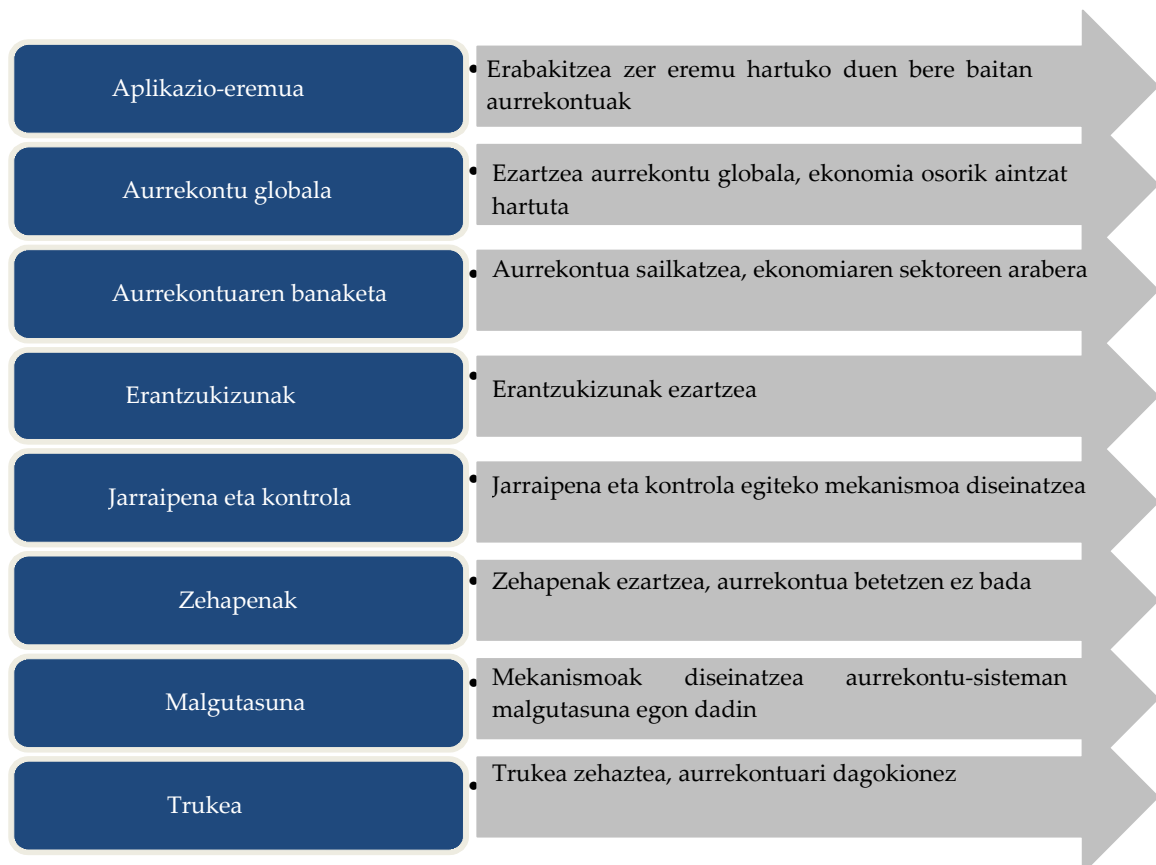 Aplikazio-eremua
• Erabakitzea zer eremu hartuko duen bere baitan
aurrekontuak
Aurrekontu globala
• Ezartzea aurrekontu globala, ekonomia osorik aintzat
hartuta
Aurrekontuaren banaketa
• Aurrekontua sailkatzea, ekonomiaren sektoreen arabera
Erantzukizunak
• Erantzukizunak ezartzea
Jarraipena eta kontrola
• Jarraipena eta kontrola egiteko mekanismoa diseinatzea
Zehapenak
• Zehapenak ezartzea, aurrekontua betetzen ez bada
Malgutasuna
• Mekanismoak diseinatzea aurrekontu-sisteman
malgutasuna egon dadin
Trukea
• Trukea zehaztea, aurrekontuari dagokionez